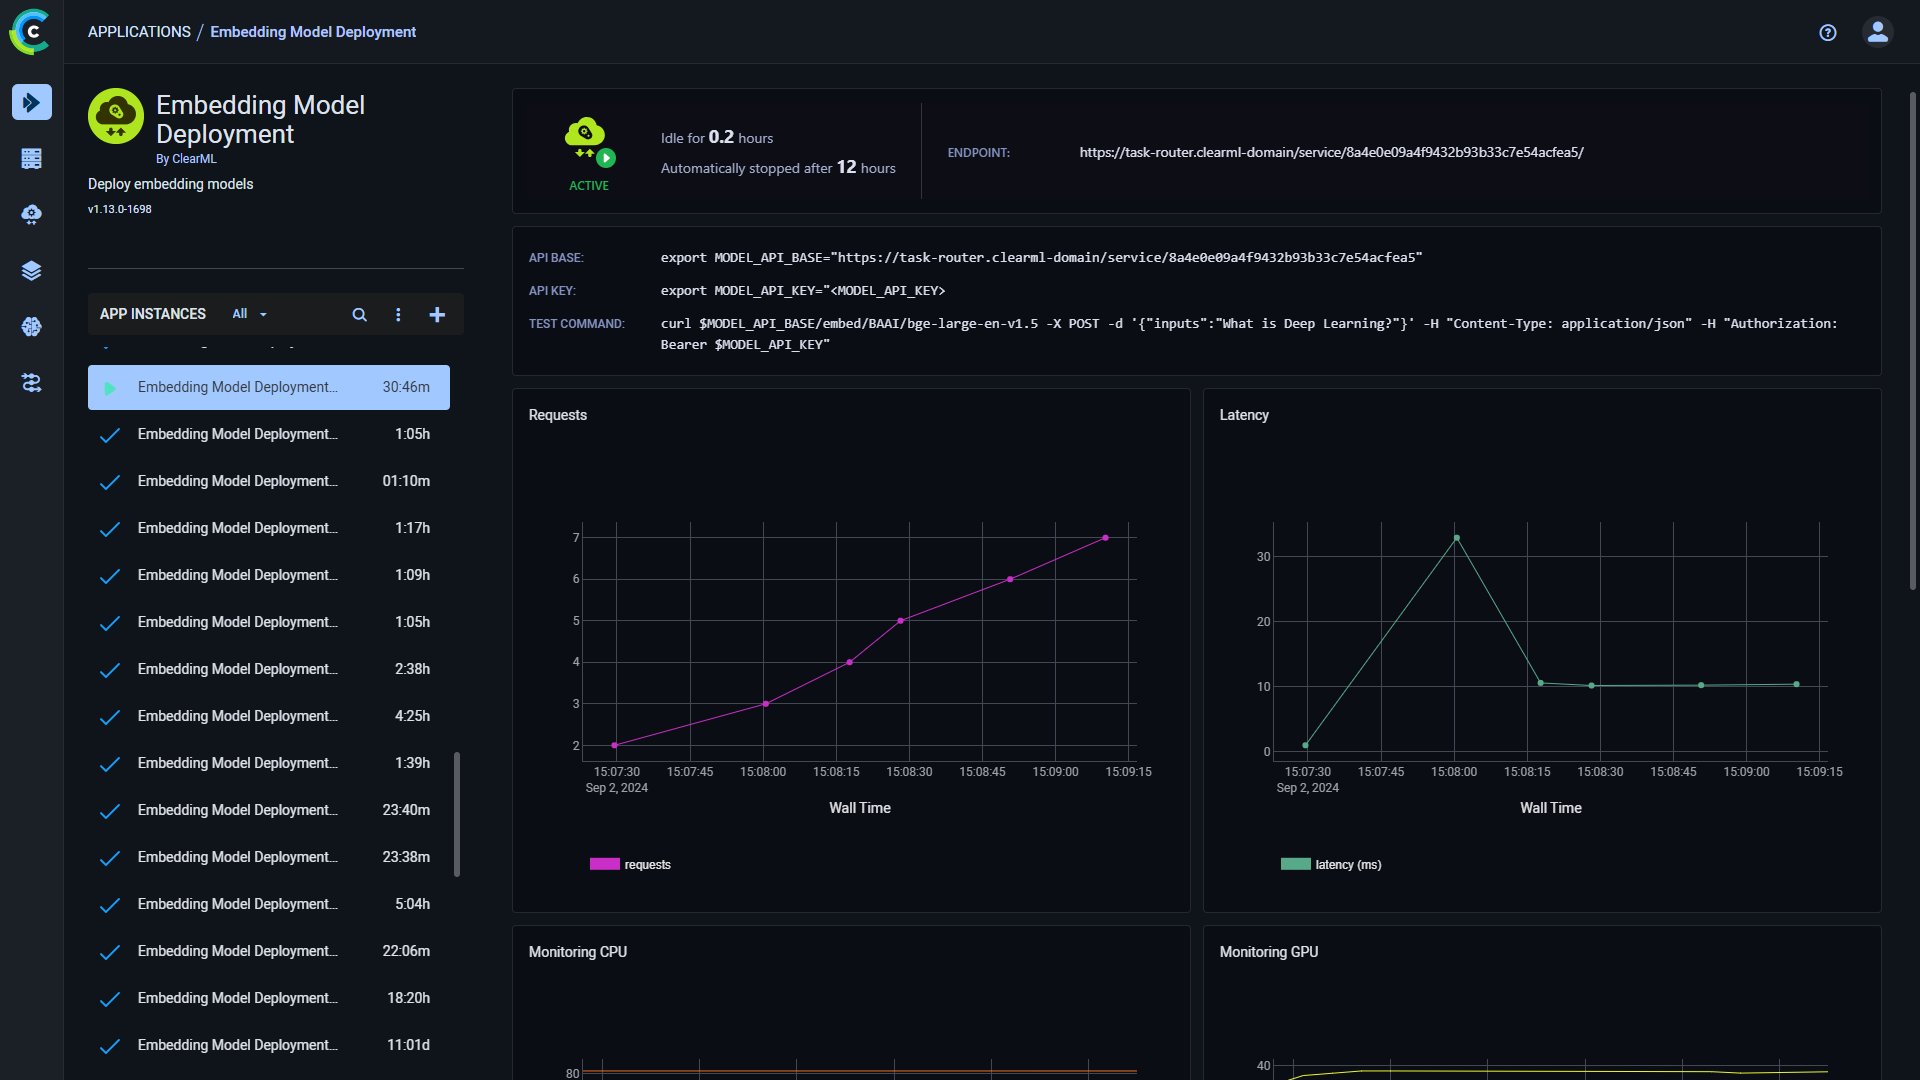 APPLICATIONS / Embedding Model Deployment
Embedding Model
Deployment
By ClearML
Deploy embedding models
v1.13.0-1698
APP INSTANCES All
Embedding Model Deployment... 30:46m
Embedding Model Deployment... 1:05h
Embedding Model Deployment... 01:10m
Embedding Model Deployment... 1:17h
Embedding Model Deployment... 1:09h
Embedding Model Deployment... 1:05h
Embedding Model Deployment... 2:38h
Embedding Model Deployment... 4:25h
Embedding Model Deployment... 1:39h
Embedding Model Deployment... 23:40m
Embedding Model Deployment... 23:38m
Embedding Model Deployment... 5:04h
Embedding Model Deployment... 22:06m
Embedding Model Deployment... 18:20h
Embedding Model Deployment... 11:01d
ACTIVE
Idle for 0.2 hours
Automatically stopped after 12 hours
ENDPOINT: https://task-router.clearml-domain/service/8a4e0e09a4f9432b93b33c7e54acfea5/
API BASE: export MODEL_API_BASE="https://task-router.clearml-domain/service/8a4e0e09a4f9432b93b33c7e54acfea5"
API KEY: export MODEL_API_KEY="<MODEL_API_KEY>
TEST COMMAND: curl $MODEL_API_BASE/embed/BAAI/bge-large-en-v1.5 -X POST -d '{"inputs":"What is Deep Learning?"}' -H "Content-Type: application/json" -H "Authorization:
Bearer $MODEL_API_KEY"
Requests
7
6
5
4
3
2
15:07:30 15:07:45 15:08:00 15:08:15 15:08:30 15:08:45 15:09:00 15:09:15
Sep 2, 2024
Wall Time
requests
Latency
30
20
10
0
15:07:30 15:07:45 15:08:00 15:08:15 15:08:30 15:08:45 15:09:00 15:09:15
Sep 2, 2024
Wall Time
latency (ms)
Monitoring CPU
80
Monitoring GPU
40